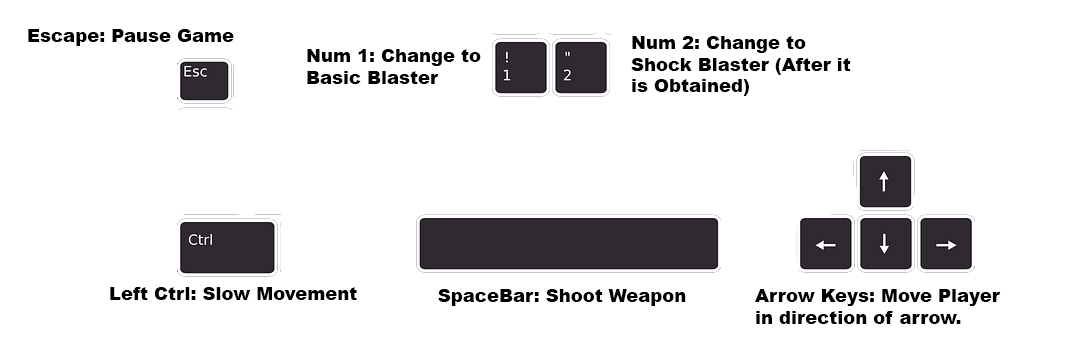 Escape: Pause Game
Esc
Num 1: Change to
Basic Blaster
!
1
"
2
Num 2: Change to
Shock Blaster (After it
is Obtained)
Ctrl
Left Ctrl: Slow Movement
SpaceBar: Shoot Weapon
↑
← ↓ →
Arrow Keys: Move Player
in direction of arrow.